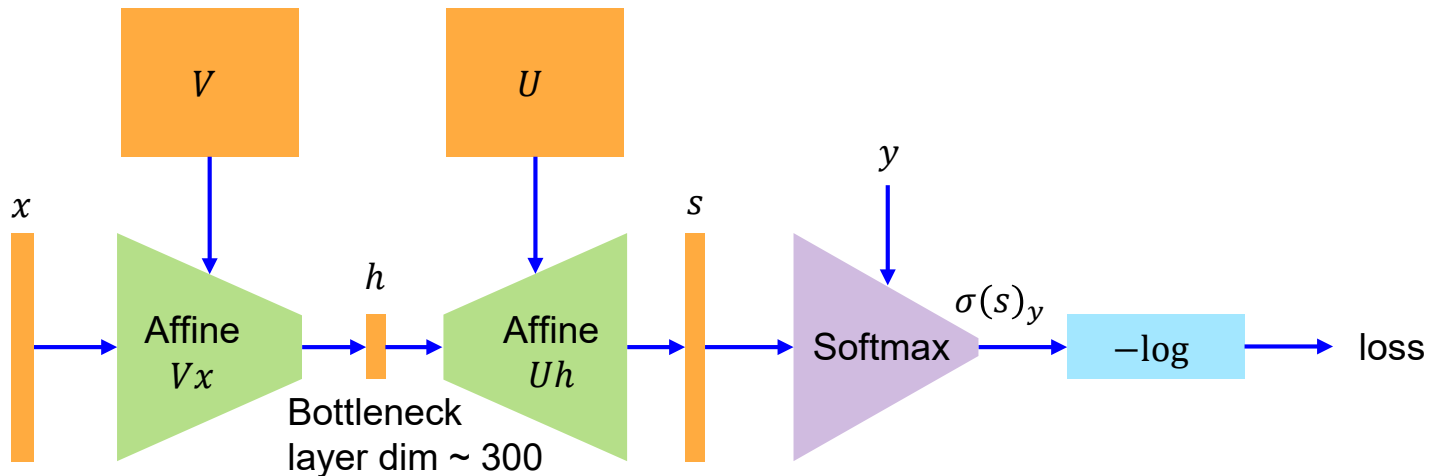 V
U
x
Affine
Vx
h
Bottleneck
layer dim ~ 300
Affine
Uh
s
y
Softmax
σ(s)_y
−log
loss